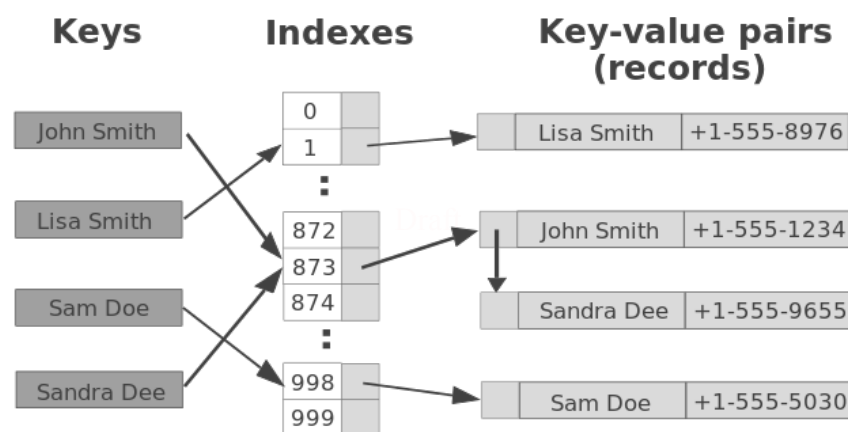 Keys
Indexes
Key-value pairs
(records)
John Smith
Lisa Smith
Sam Doe
Sandra Dee
0
1
:
872
873
874
:
998
999
Lisa Smith +1-555-8976
John Smith +1-555-1234
Sandra Dee +1-555-9655
Sam Doe +1-555-5030